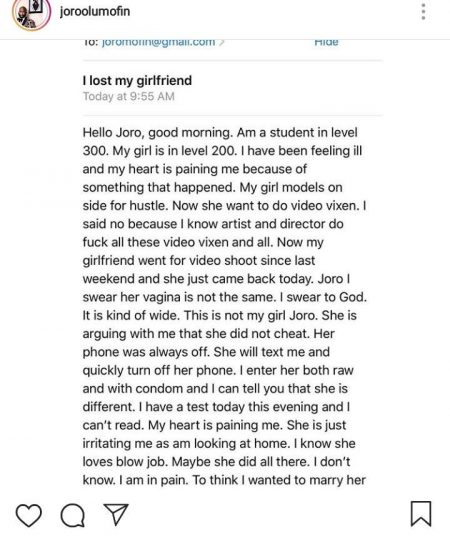 joroolumofin
To: joromofin@gmail.com > Hide
I lost my girlfriend
Today at 9:55 AM
Hello Joro, good morning. Am a student in level
300. My girl is in level 200. I have been feeling ill
and my heart is paining me because of
something that happened. My girl models on
side for hustle. Now she want to do video vixen. I
said no because I know artist and director do
fuck all these video vixen and all. Now my
girlfriend went for video shoot since last
weekend and she just came back today. Joro I
swear her vagina is not the same. I swear to God.
It is kind of wide. This is not my girl Joro. She is
arguing with me that she did not cheat. Her
phone was always off. She will text me and
quickly turn off her phone. I enter her both raw
and with condom and I can tell you that she is
different. I have a test today this evening and I
can't read. My heart is paining me. She is just
irritating me as am looking at home. I know she
loves blow job. Maybe she did all there. I don't
know. I am in pain. To think I wanted to marry her